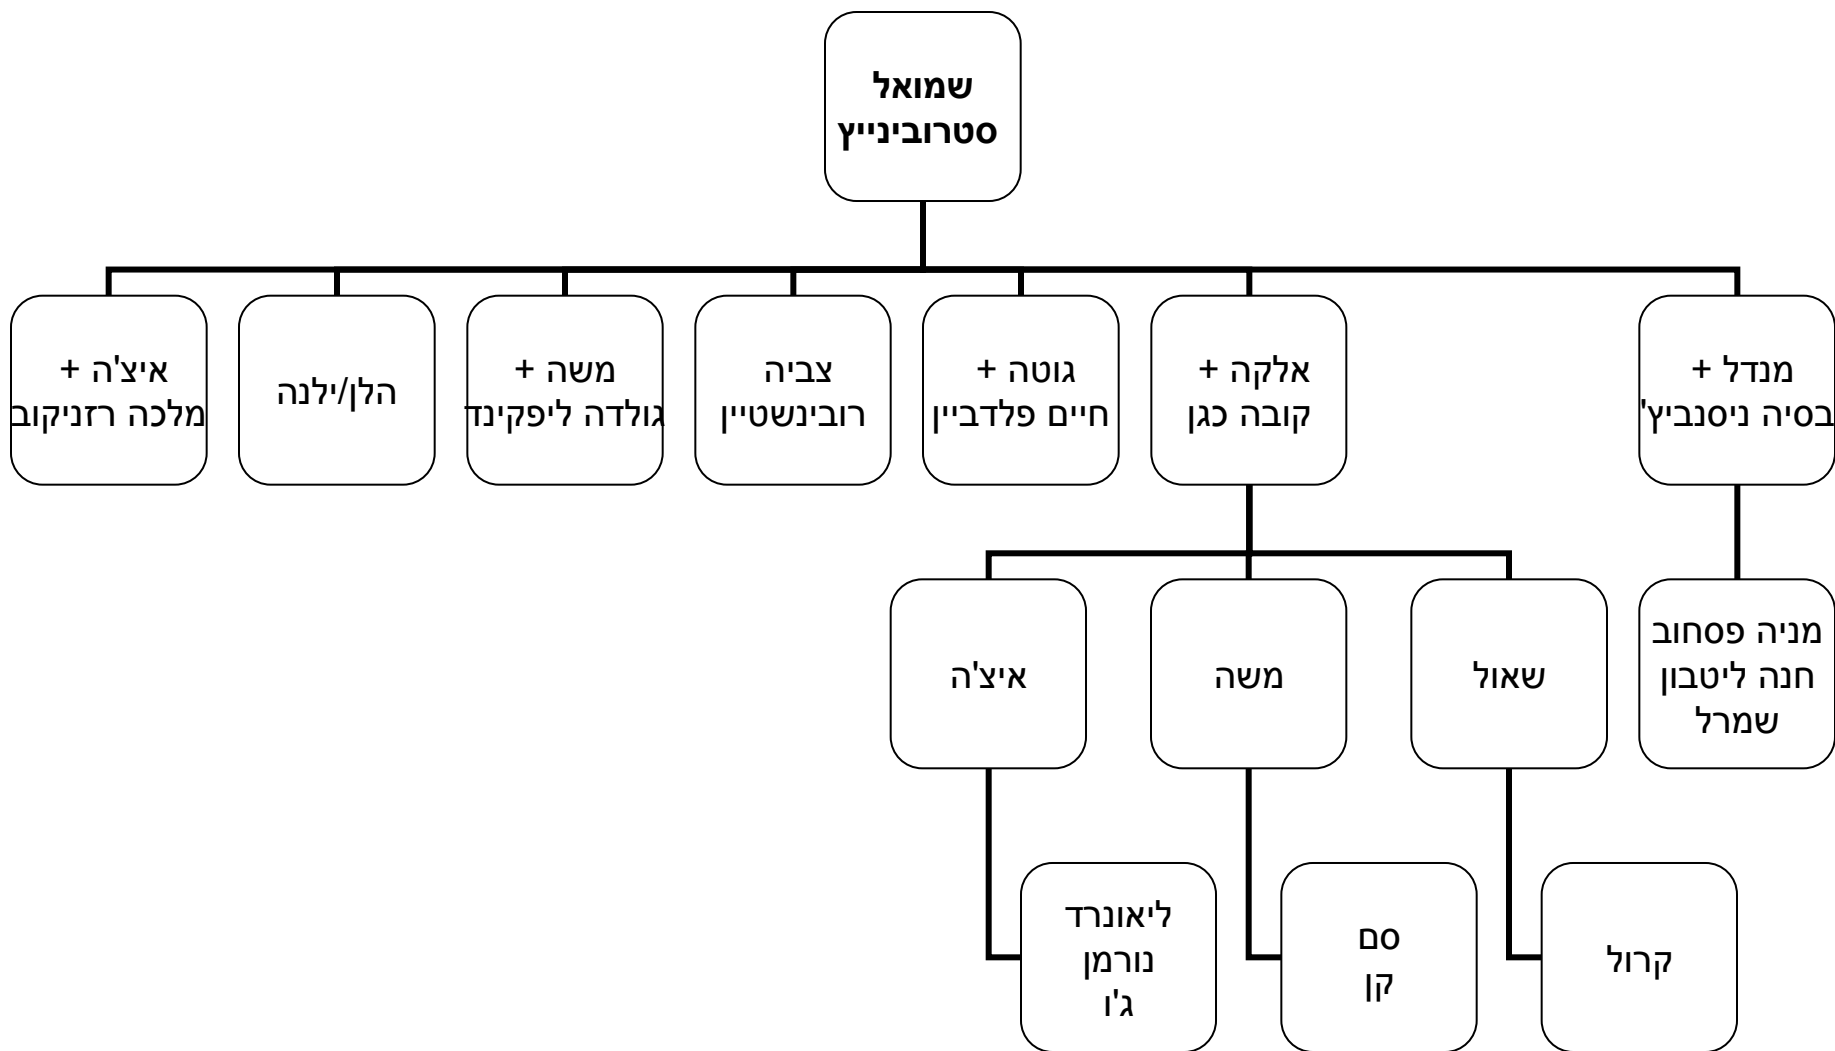 שמואל
סטרובינייץ
מנדל +
בסיה ניסנביץ'
אלקה +
קובה כגן
גוטה +
חיים פלדביין
צביה
רובינשטיין
משה +
גולדה ליפקינד
הלן/ילנה
איצ'ה +
מלכה רזניקוב
מניה פסחוב
חנה ליטבון
שמרל
שאול
משה
איצ'ה
קרול
סם
קן
ליאונרד
נורמן
ג'ו